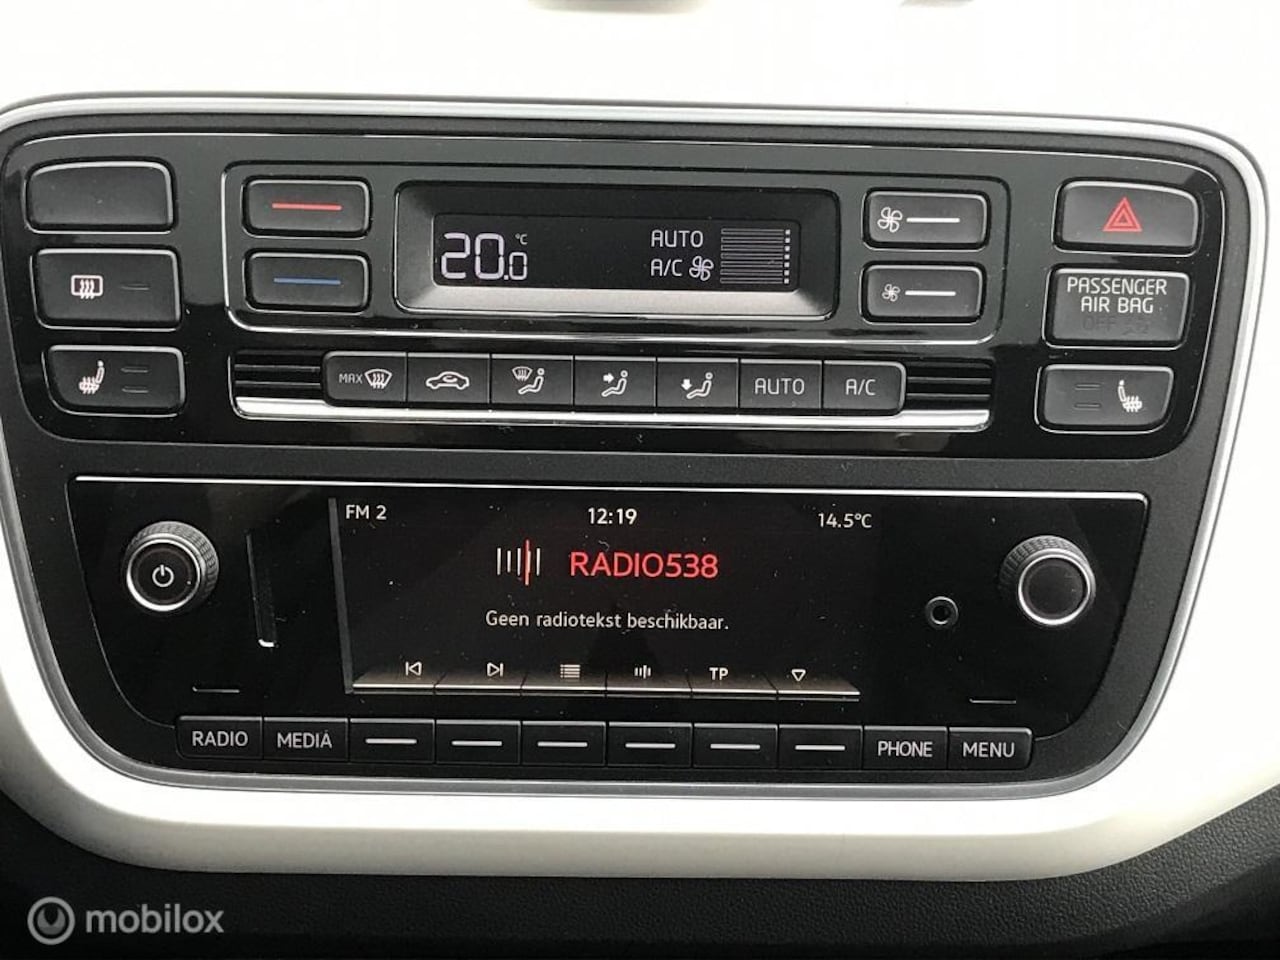 20.0 °C AUTO
A/C
PASSENGER
AIR BAG
OFF
MAX
AUTO
A/C
FM 2 12:19 14.5°C
RADIO538
Geen radiotekst beschikbaar.
TP
RADIO MEDIA PHONE MENU
mobilox